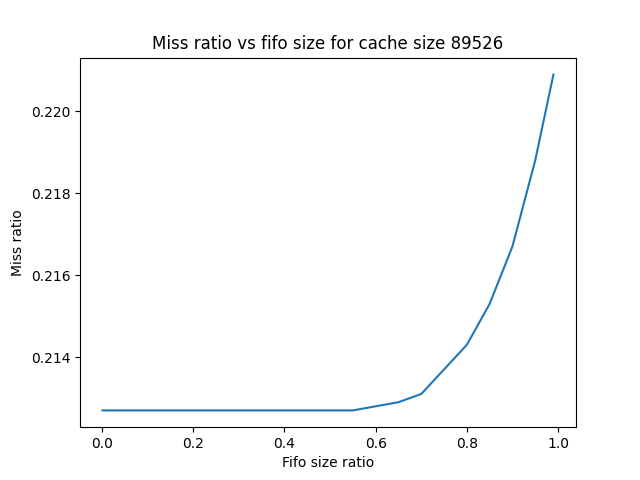 Miss ratio vs fifo size for cache size 89526
0.220
0.218
0.216
0.214
Miss ratio
0.0 0.2 0.4 0.6 0.8 1.0
Fifo size ratio